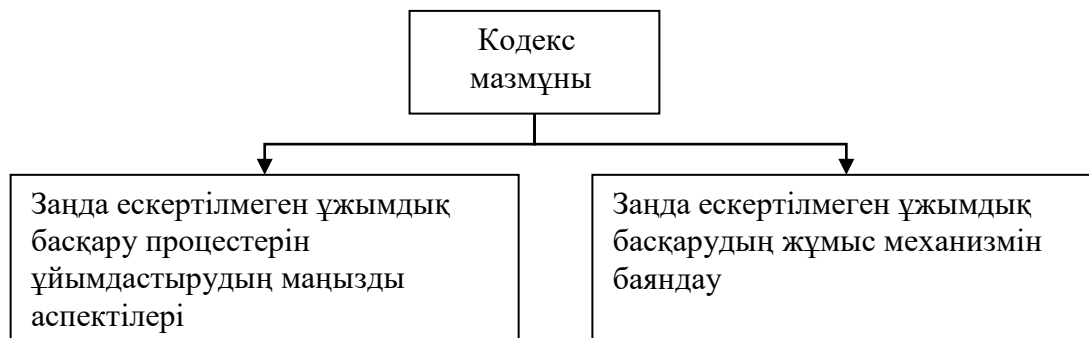 Кодекс
мазмұны
Заңда ескертілмеген ұжымдық
басқару процестерін
ұйымдастырудың маңызды
аспектілері
Заңда ескертілмеген ұжымдық
басқарудың жұмыс механизмін
баяндау